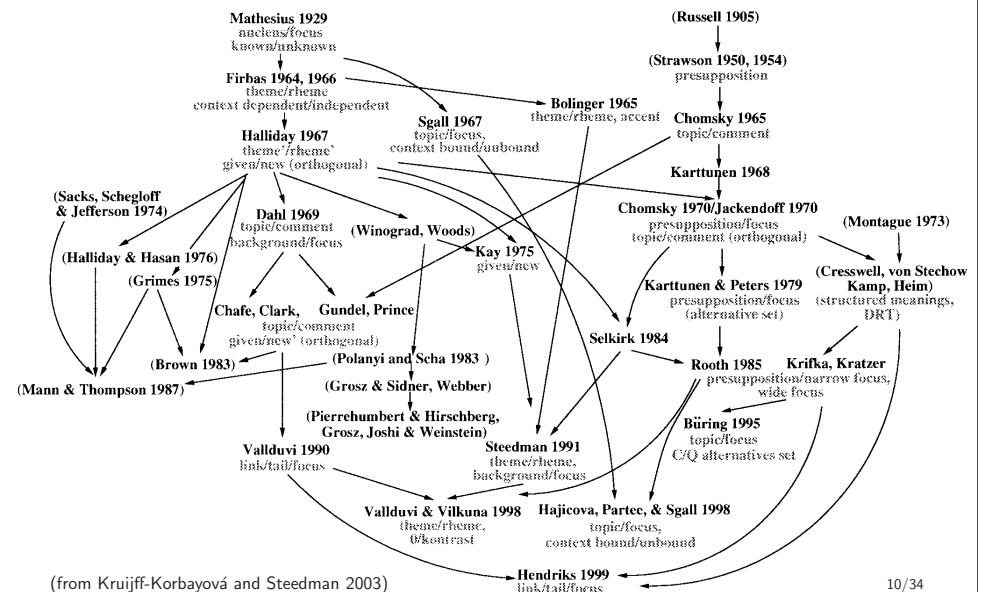 Mathesius 1929
nucleus/focus
known/unknown
(Russell 1905)
(Strawson 1950, 1954)
presupposition
Firbas 1964, 1966
theme/rheme
context dependent/independent
Bolinger 1965
theme/rheme, accent
Sgall 1967
topic/focus,
context bound/unbound
Chomsky 1965
topic/comment
Halliday 1967
theme'/rheme'
given/new (orthogonal)
Karttunen 1968
(Sacks, Schegloff
& Jefferson 1974)
Dahl 1969
topic/comment
background/focus
(Winograd, Woods)
Chomsky 1970/Jackendoff 1970
presupposition/focus
topic/comment (orthogonal)
(Montague 1973)
(Halliday & Hasan 1976)
(Grimes 1975)
Kay 1975
given/new
(Cresswell, von Stechow
Kamp, Heim)
(structured meanings,
DRT)
Karttunen & Peters 1979
presupposition/focus
(alternative set)
Chafe, Clark,
Gundel, Prince
topic/comment
given/new' (orthogonal)
Selkirk 1984
(Brown 1983)
(Polanyi and Scha 1983 )
Rooth 1985
presupposition/narrow focus,
wide focus
Krifka, Kratzer
(Mann & Thompson 1987)
(Grosz & Sidner, Webber)
(Pierrehumbert & Hirschberg,
Grosz, Joshi & Weinstein)
Büring 1995
topic/focus
C/Q alternatives set
Vallduvi 1990
link/tail/focus
Steedman 1991
theme/rheme,
background/focus
Vallduvi & Vilkuna 1998
theme/rheme,
0/kontrast
Hajicova, Partee, & Sgall 1998
topic/focus,
context bound/unbound
Hendriks 1999
link/tail/focus
(from Kruijff-Korbayová and Steedman 2003)
10/34